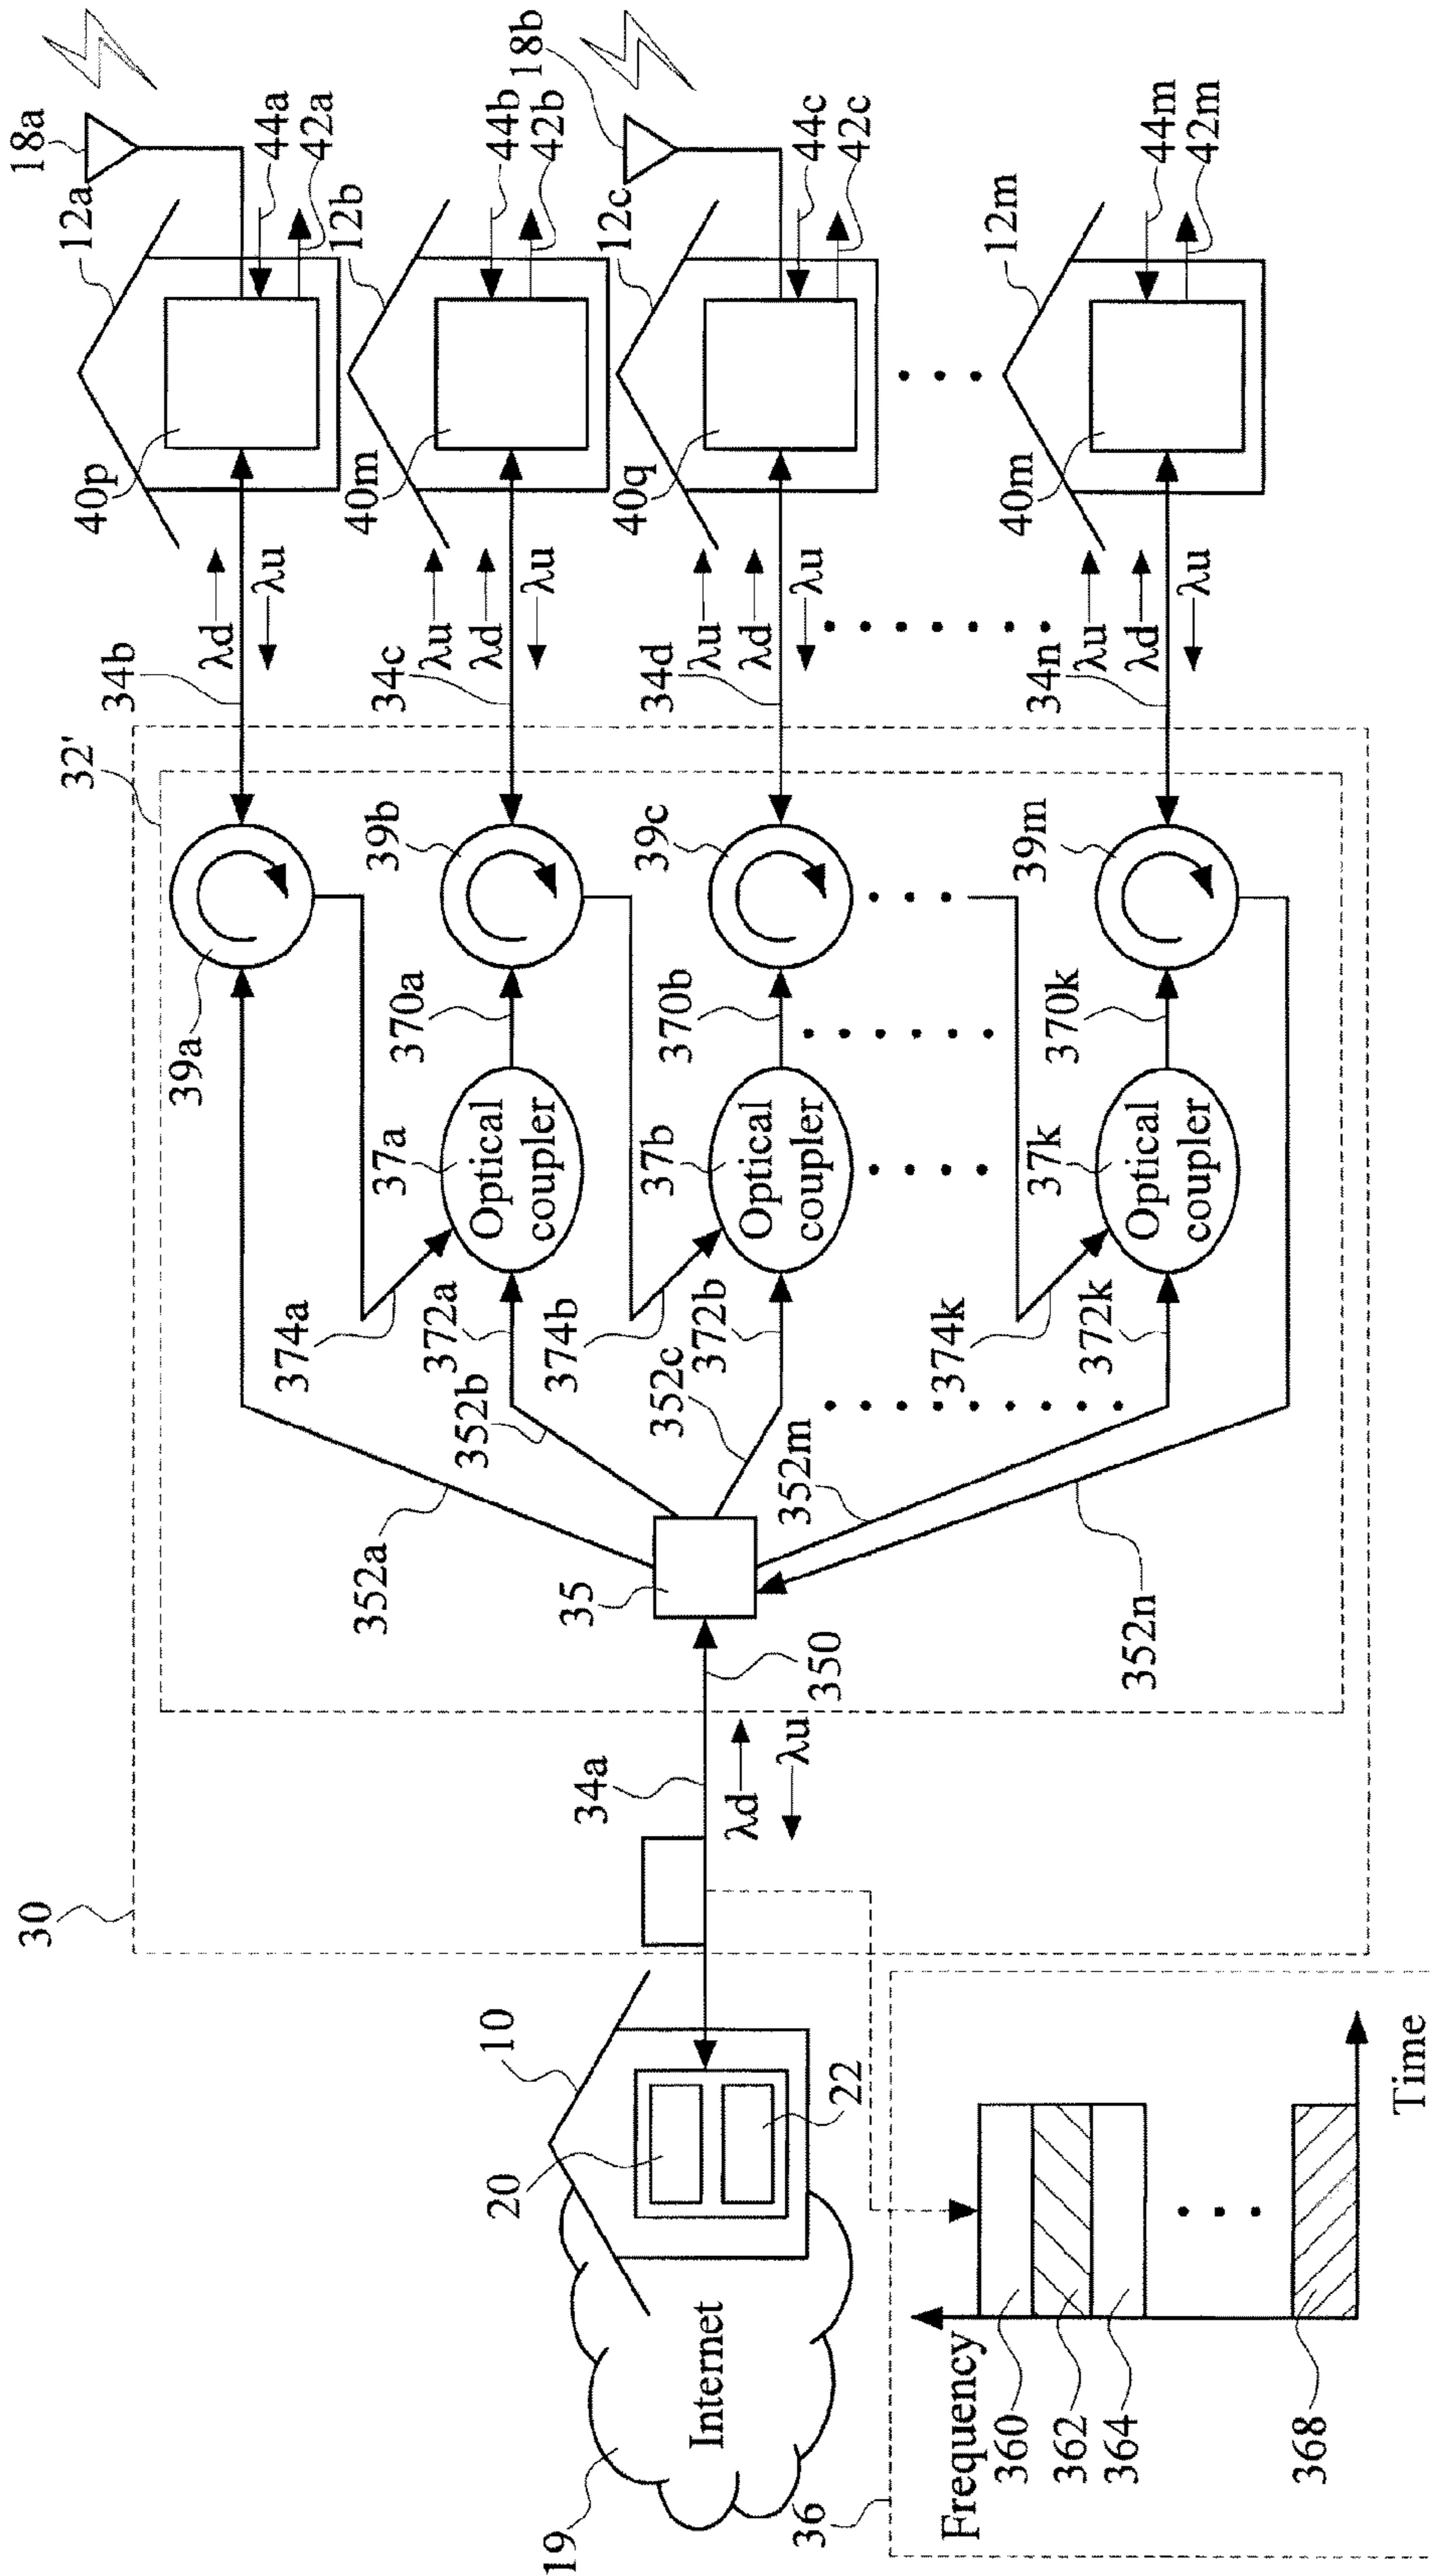 30
32'
34b
λd
λu
40p
12a
18a
44a
42a
39a
352a
374a
37a
Optical
coupler
372a
352b
370a
39b
34c
λu
λd
λu
40m
12b
44b
42b
374b
37b
Optical
coupler
372b
352c
370b
39c
34d
λu
λd
λu
40q
12c
18b
44c
42c
374k
37k
Optical
coupler
372k
352m
370k
39m
34n
λu
λd
λu
40m
12m
44m
42m
352n
35
350
34a
λd
λu
10
20
22
Internet
19
36
Frequency
360
362
364
368
Time